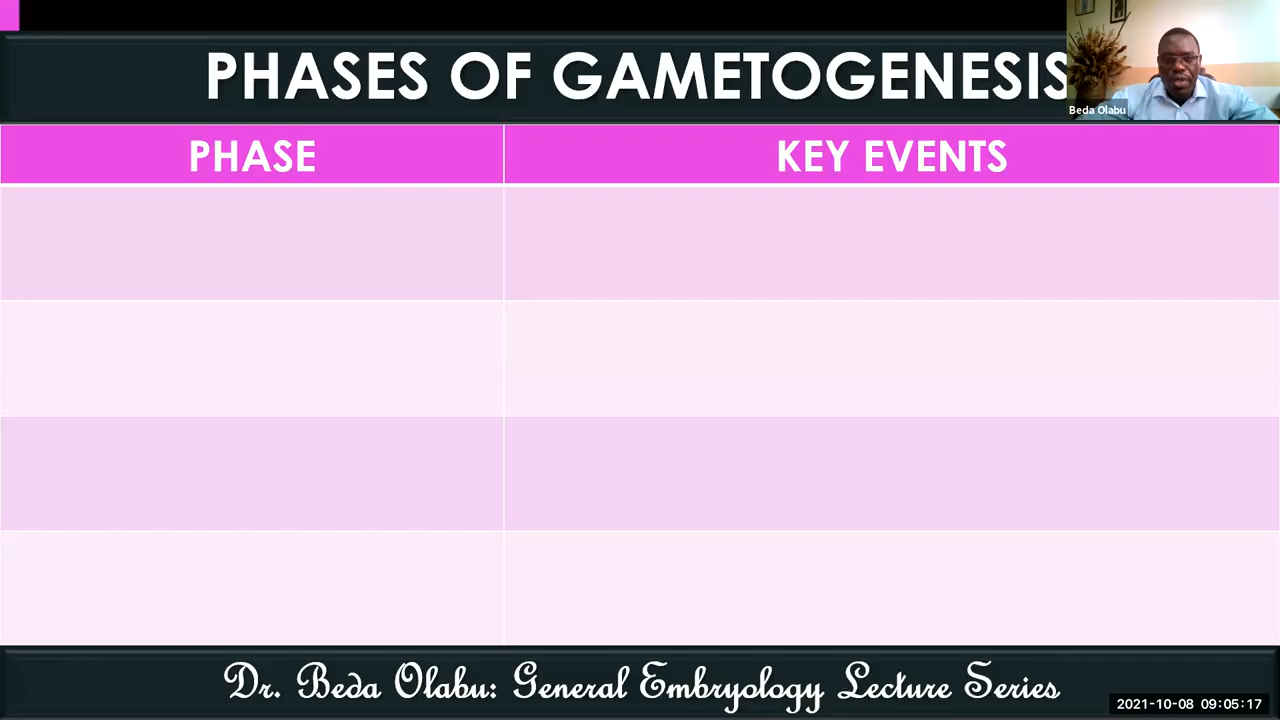 PHASES OF GAMETOGENESIS
Beda Olabu
PHASE
KEY EVENTS
Dr. Beda Olabu: General Embryology Lecture Series
2021-10-08 09:05:17